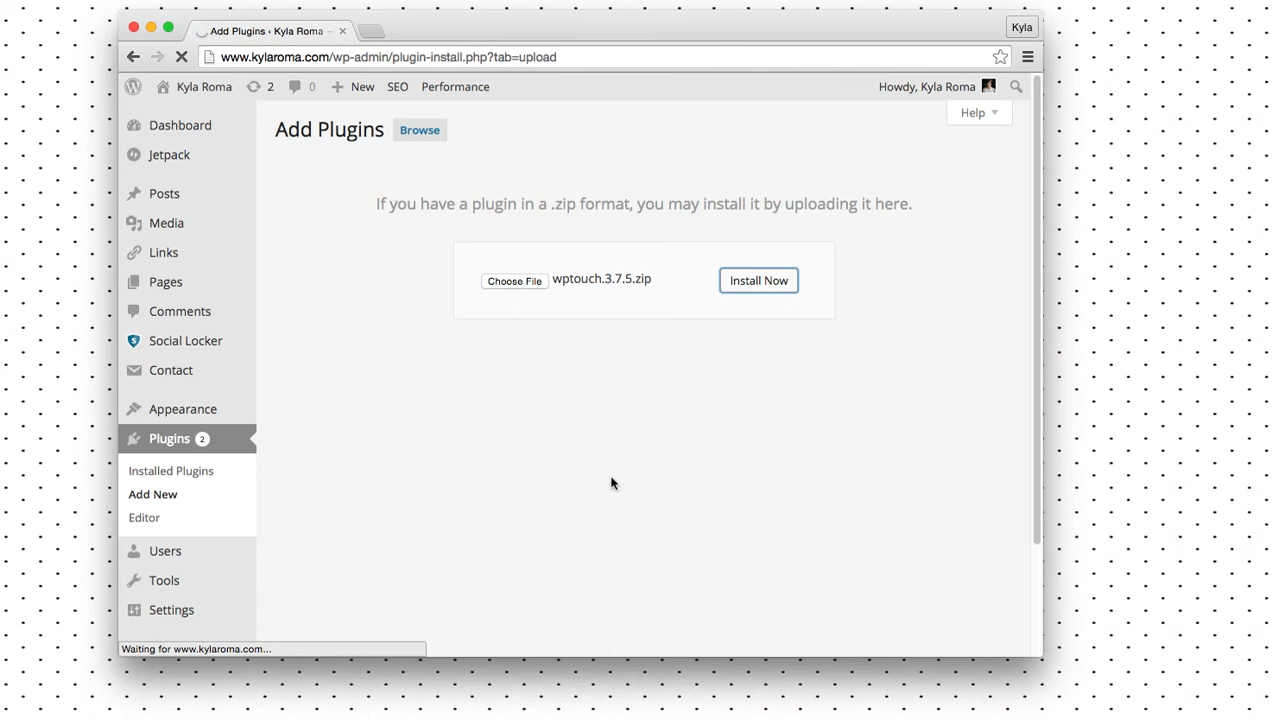 Add Plugins ‹ Kyla Roma –
Kyla
www.kylaroma.com/wp-admin/plugin-install.php?tab=upload
Kyla Roma 2 0 New SEO Performance Howdy, Kyla Roma
Help
Dashboard
Jetpack
Posts
Media
Links
Pages
Comments
Social Locker
Contact
Appearance
Plugins 2
Installed Plugins
Add New
Editor
Users
Tools
Settings
Add Plugins Browse
If you have a plugin in a .zip format, you may install it by uploading it here.
Choose File wptouch.3.7.5.zip Install Now
Waiting for www.kylaroma.com...